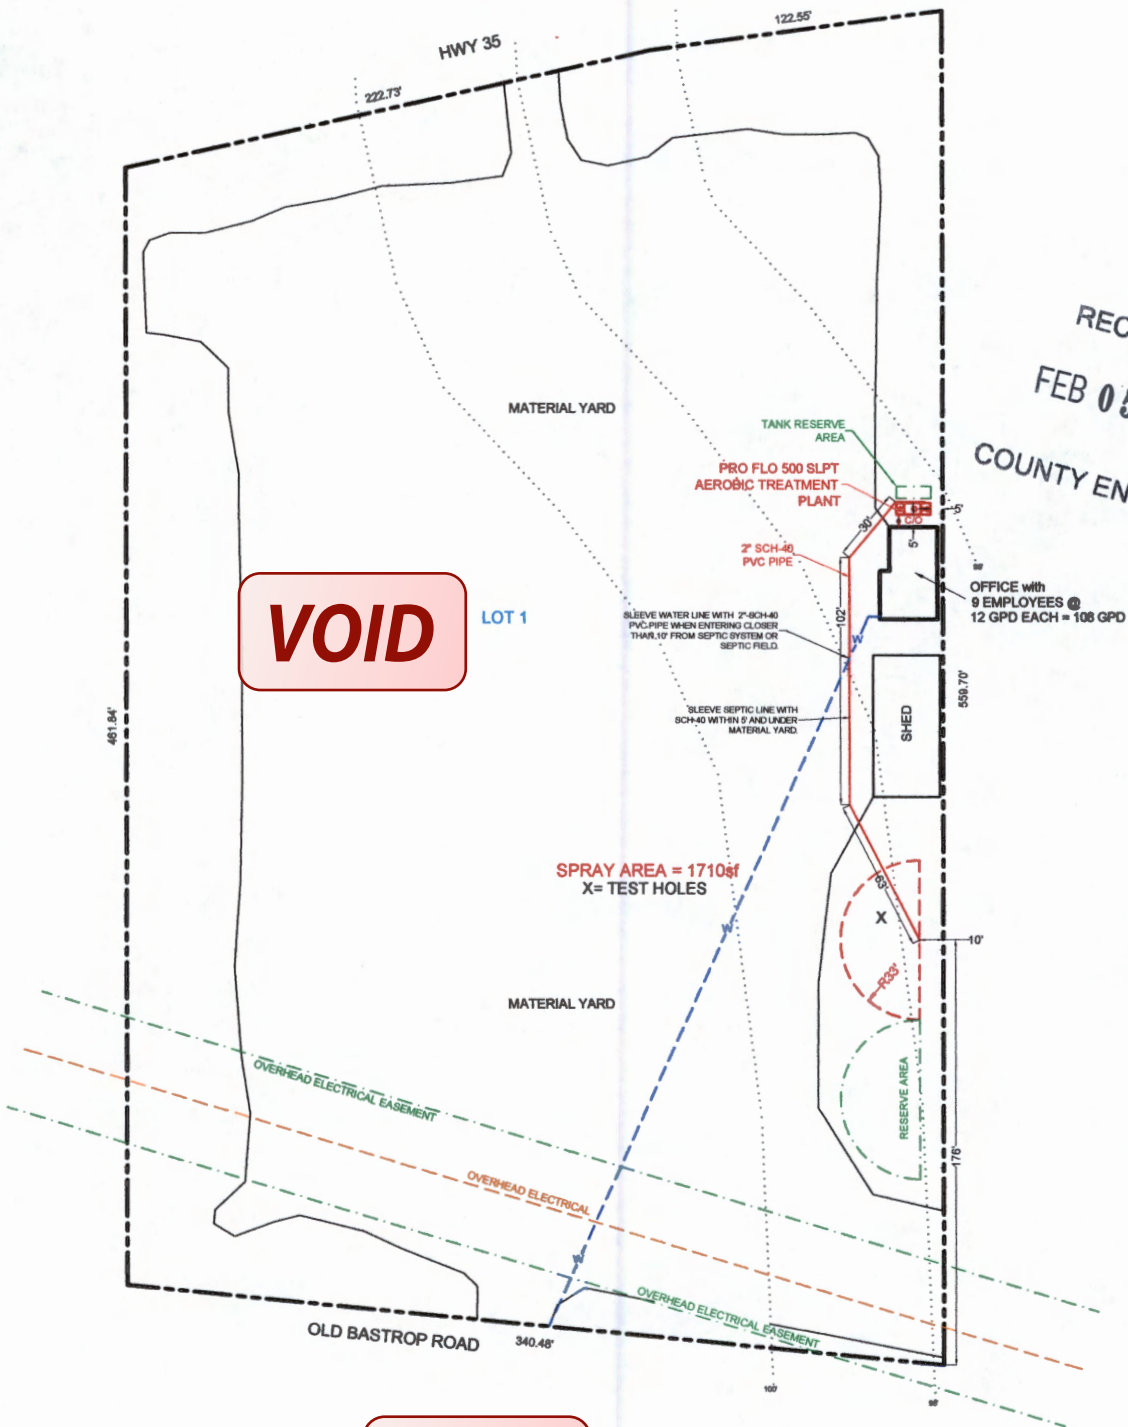 122.55'
HWY 35
222.73'
REC
FEB 05
COUNTY EN
MATERIAL YARD
TANK RESERVE
AREA
PRO FLO 500 SLPT
AEROBIC TREATMENT
PLANT
C/O
5'
30'
5'
2" SCH-40
PVC PIPE
OFFICE with
9 EMPLOYEES @
12 GPD EACH = 108 GPD
VOID
LOT 1
SLEEVE WATER LINE WITH 2"-SCH-40
PVC PIPE WHEN ENTERING CLOSER
THAN 10' FROM SEPTIC SYSTEM OR
SEPTIC FIELD.
102'
W
559.70'
461.84'
SLEEVE SEPTIC LINE WITH
SCH-40 WITHIN 5' AND UNDER
MATERIAL YARD.
SHED
SPRAY AREA = 1710sf
X= TEST HOLES
63'
X
W
10'
R33'
MATERIAL YARD
RESERVE AREA
OVERHEAD ELECTRICAL EASEMENT
176'
OVERHEAD ELECTRICAL
W
OVERHEAD ELECTRICAL EASEMENT
OLD BASTROP ROAD
340.48'
100'